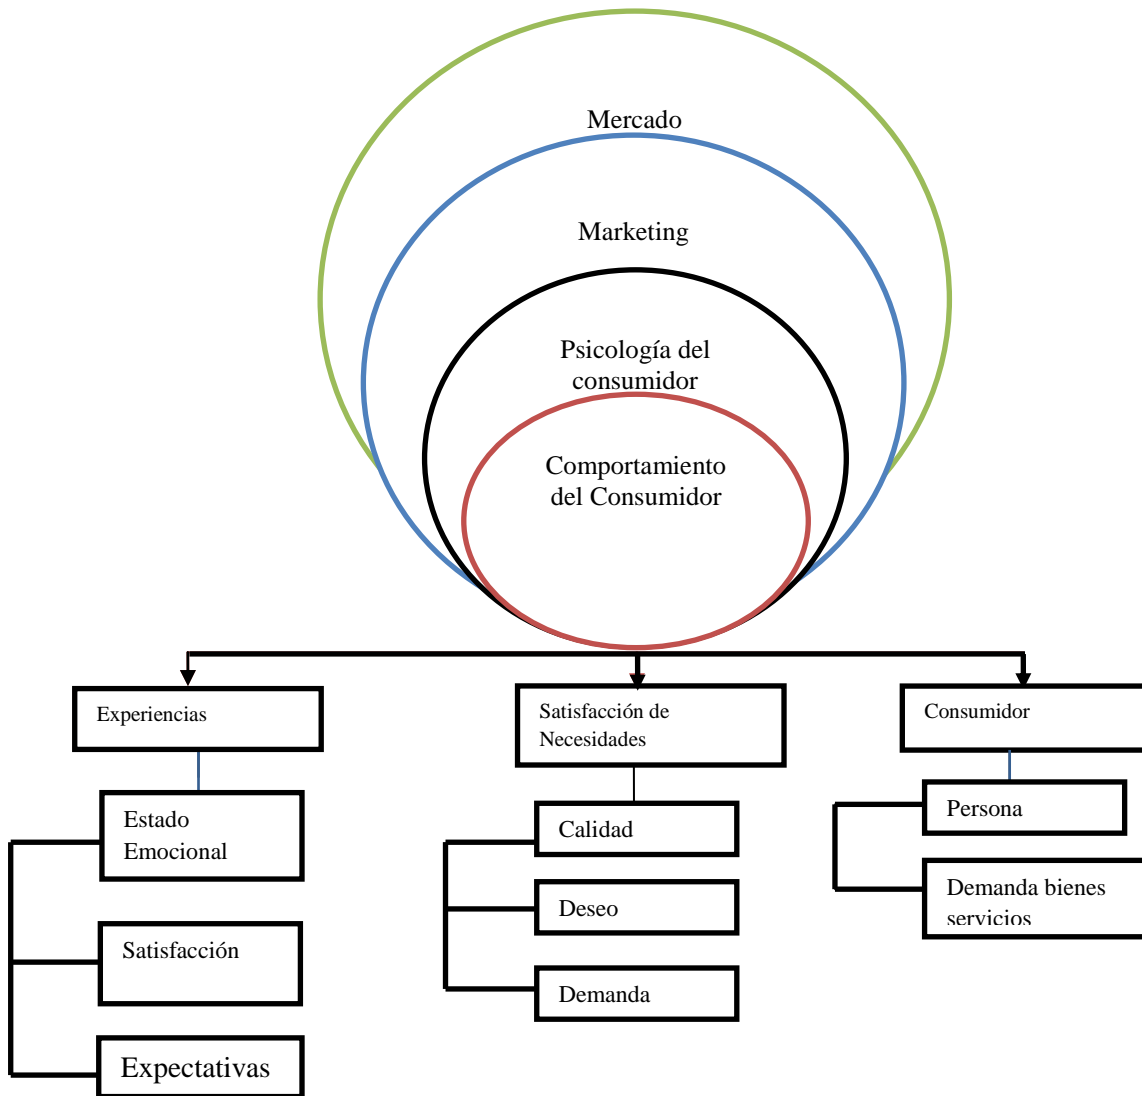 Mercado
Marketing
Psicología del
consumidor
Comportamiento
del Consumidor
Experiencias
Satisfacción de
Necesidades
Consumidor
Estado
Emocional
Satisfacción
Expectativas
Calidad
Deseo
Demanda
Persona
Demanda bienes
servicios